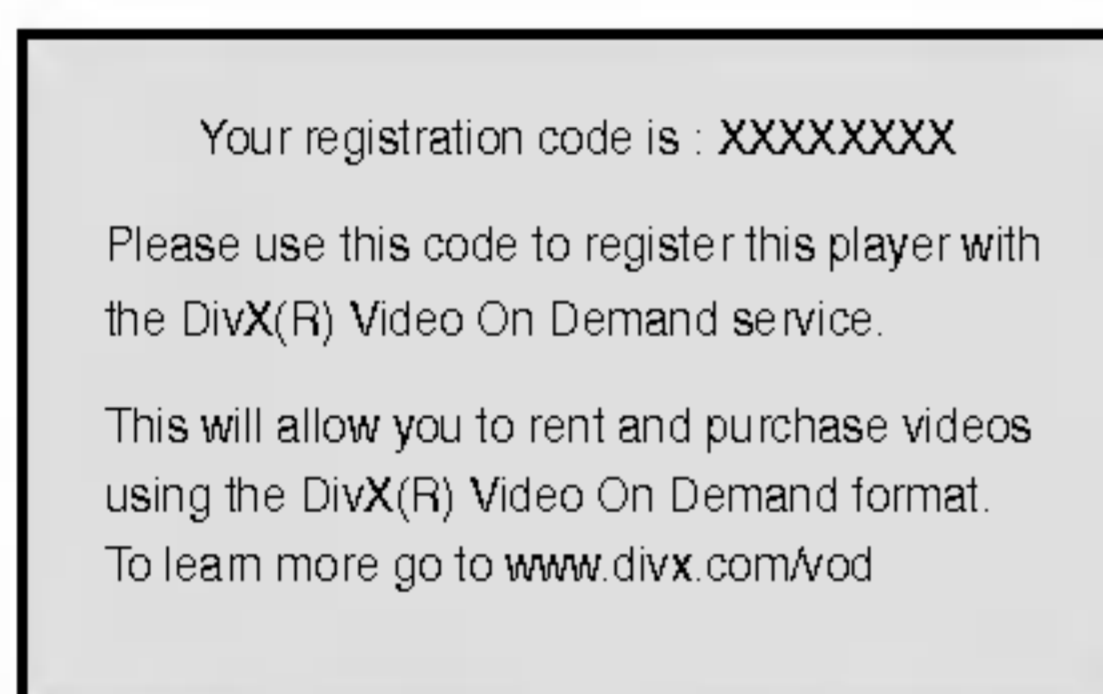 Your registration code is : XXXXXXXX
Please use this code to register this player with
the DivX(R) Video On Demand service.
This will allow you to rent and purchase videos
using the DivX(R) Video On Demand format.
To learn more go to www.divx.com/vod